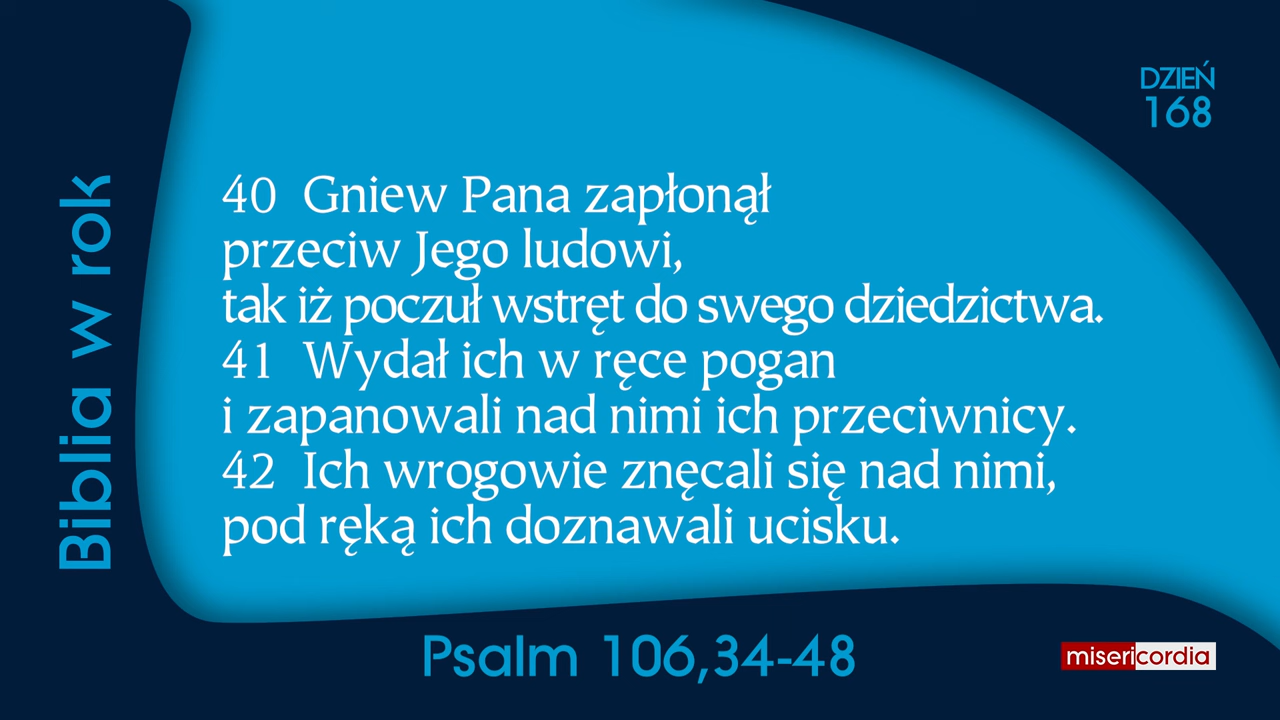 DZIEŃ
168
Biblia w rok
40 Gniew Pana zapłonął
przeciw Jego ludowi,
tak iż poczuł wstręt do swego dziedzictwa.
41 Wydał ich w ręce pogan
i zapanowali nad nimi ich przeciwnicy.
42 Ich wrogowie znęcali się nad nimi,
pod ręką ich doznawali ucisku.
Psalm 106,34-48
misericordia